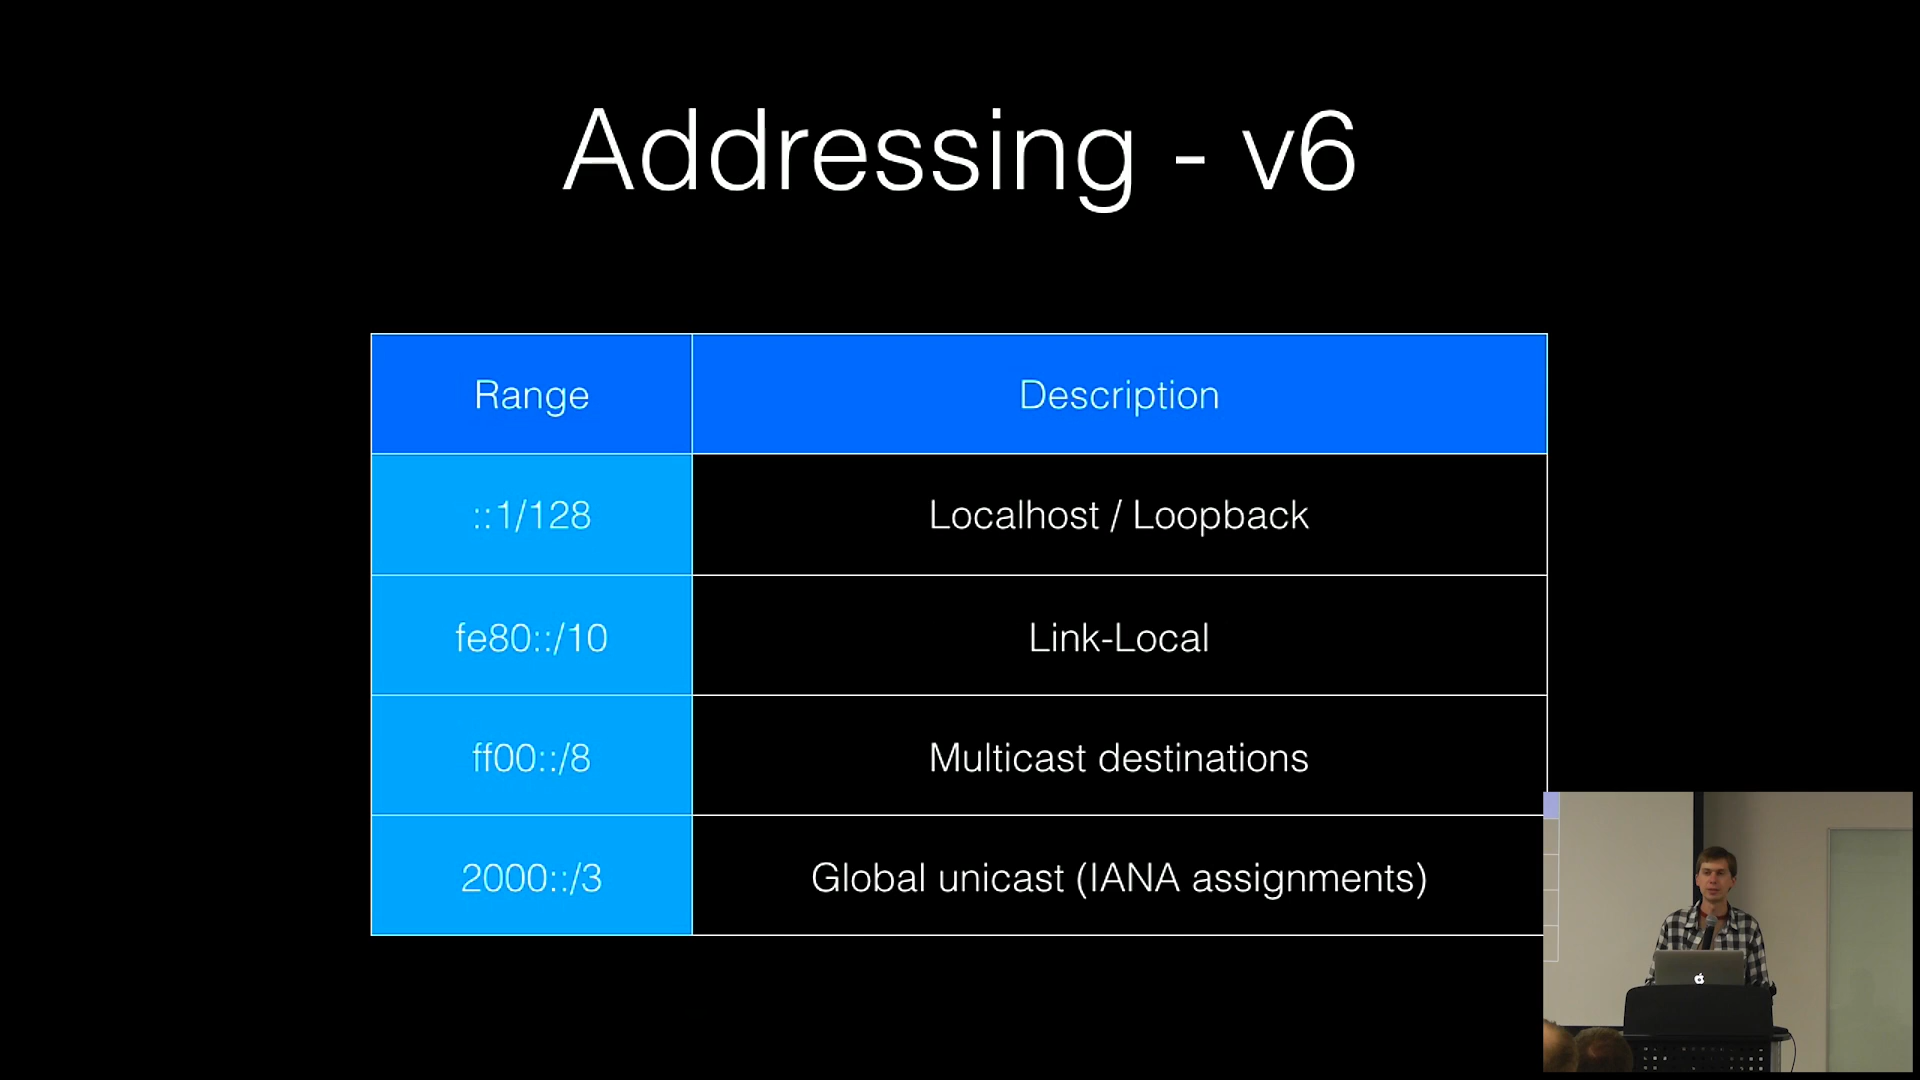 Addressing - v6
Range Description
::1/128 Localhost / Loopback
fe80::/10 Link-Local
ff00::/8 Multicast destinations
2000::/3 Global unicast (IANA assignments)